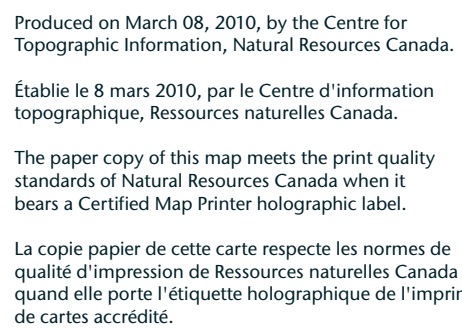 Produced on March 08, 2010, by the Centre for
Topographic Information, Natural Resources Canada.
Établie le 8 mars 2010, par le Centre d'information
topographique, Ressources naturelles Canada.
The paper copy of this map meets the print quality
standards of Natural Resources Canada when it
bears a Certified Map Printer holographic label.
La copie papier de cette carte respecte les normes de
qualité d'impression de Ressources naturelles Canada
quand elle porte l'étiquette holographique de l'imprir
de cartes accrédité.